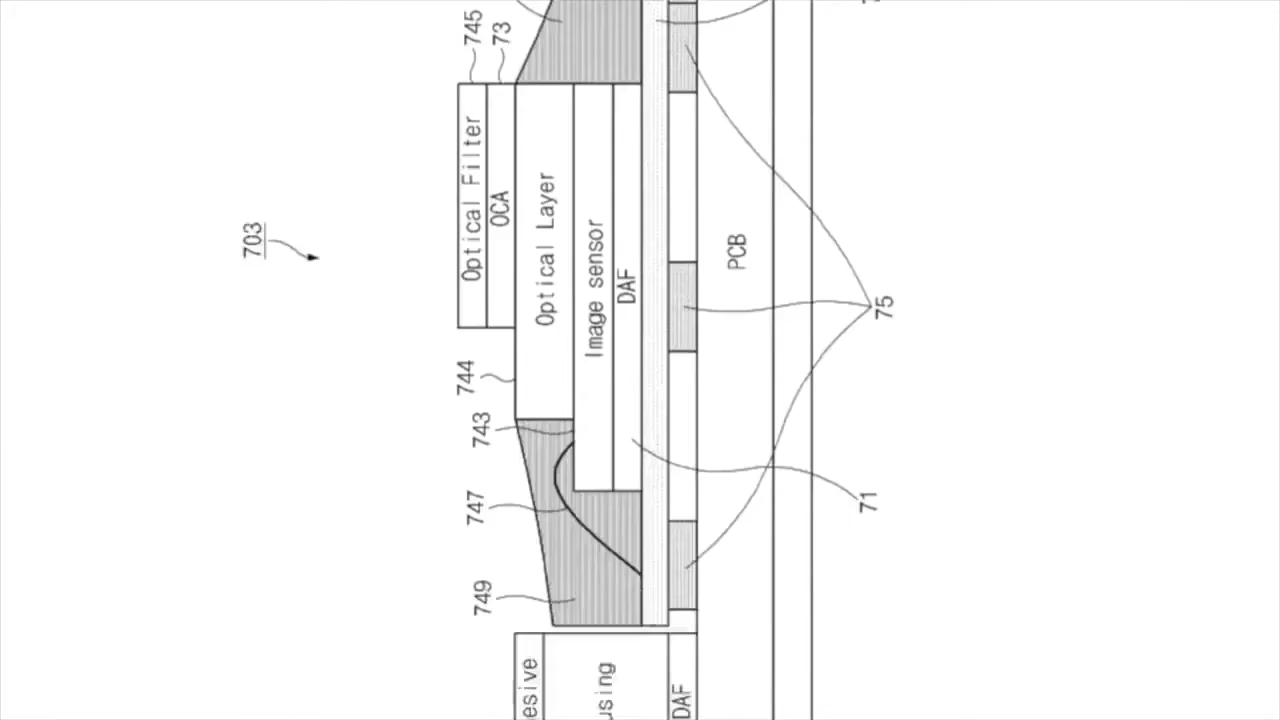 703
745
73
Optical Filter
OCA
744
Optical Layer
743
Image sensor
DAF
747
749
PCB
75
71
esive
using
DAF